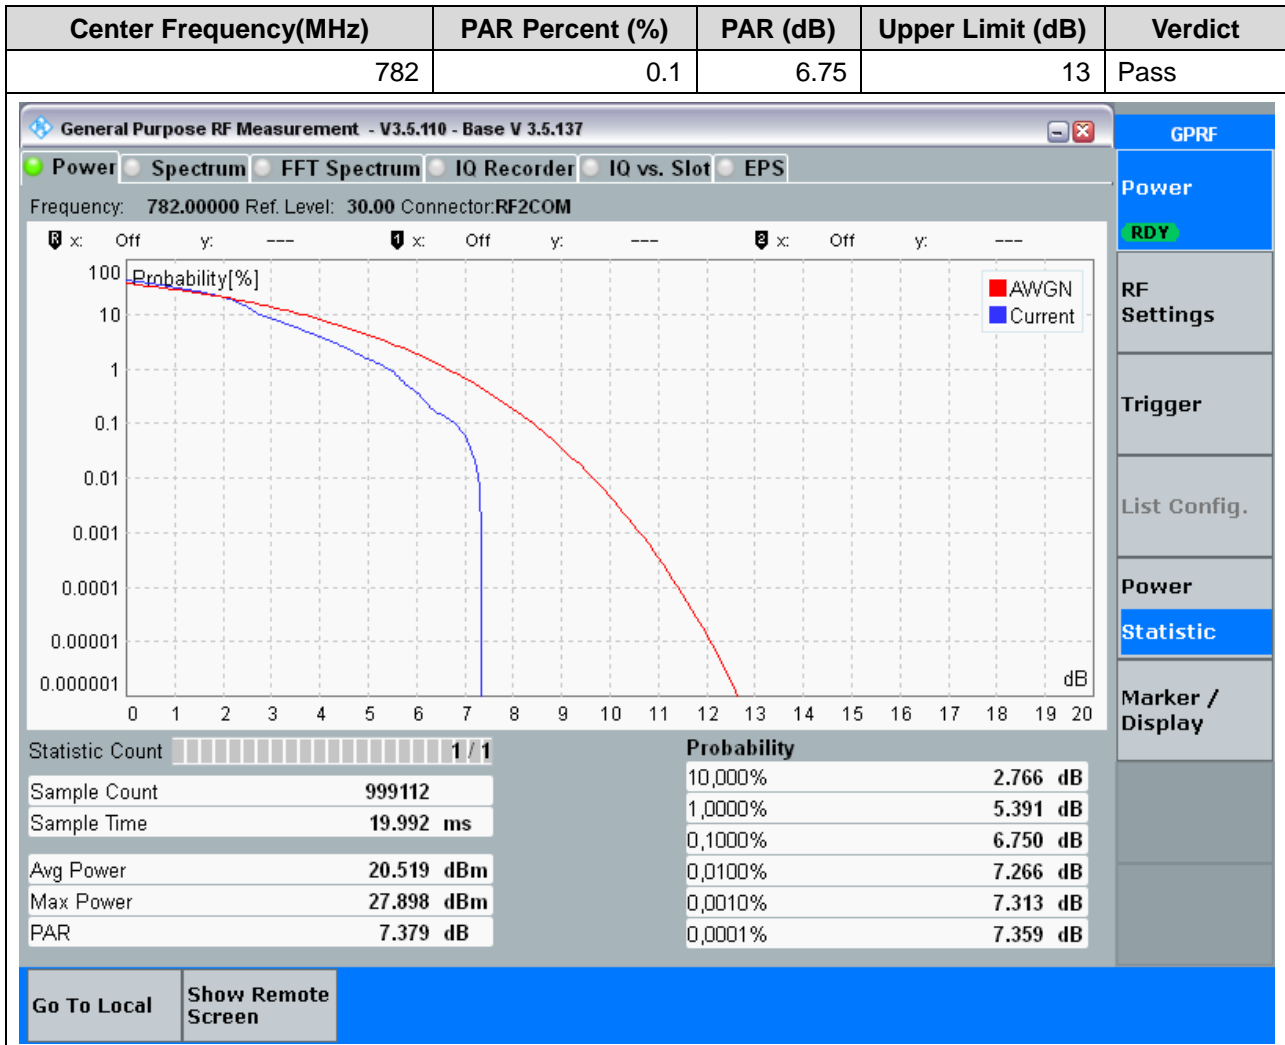 Center Frequency(MHz) PAR Percent (%) PAR (dB) Upper Limit (dB) Verdict
782 0.1 6.75 13 Pass
General Purpose RF Measurement - V3.5.110 - Base V 3.5.137
GPRF
Power Spectrum FFT Spectrum IQ Recorder IQ vs. Slot EPS
Power
RDY
Frequency: 782.00000 Ref. Level: 30.00 Connector:RF2COM
R x: Off y: --- 1 x: Off y: --- 2 x: Off y: ---
Probability[%]
100
10
1
0.1
0.01
0.001
0.0001
0.00001
0.000001
AWGN
Current
dB
0 1 2 3 4 5 6 7 8 9 10 11 12 13 14 15 16 17 18 19 20
RF
Settings
Trigger
List Config.
Power
Statistic
Marker /
Display
Statistic Count 1 / 1
Sample Count 999112
Sample Time 19.992 ms
Avg Power 20.519 dBm
Max Power 27.898 dBm
PAR 7.379 dB
Probability
10,000% 2.766 dB
1,0000% 5.391 dB
0,1000% 6.750 dB
0,0100% 7.266 dB
0,0010% 7.313 dB
0,0001% 7.359 dB
Go To Local
Show Remote
Screen